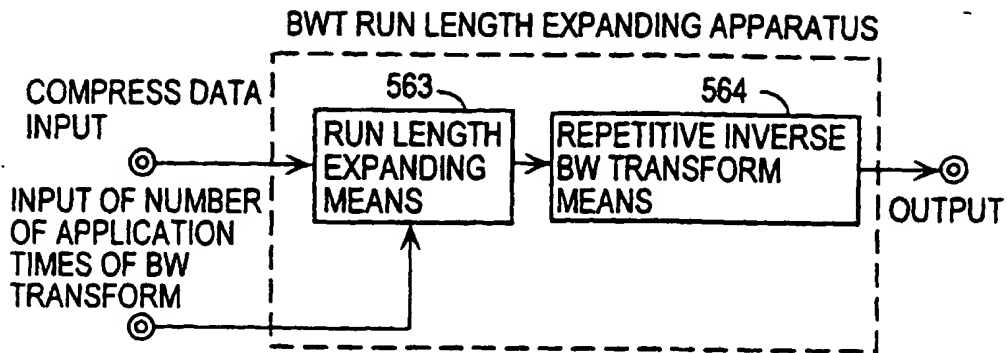 BWT RUN LENGTH EXPANDING APPARATUS
COMPRESS DATA
INPUT
563
RUN LENGTH
EXPANDING
MEANS
564
REPETITIVE INVERSE
BW TRANSFORM
MEANS
OUTPUT
INPUT OF NUMBER
OF APPLICATION
TIMES OF BW
TRANSFORM